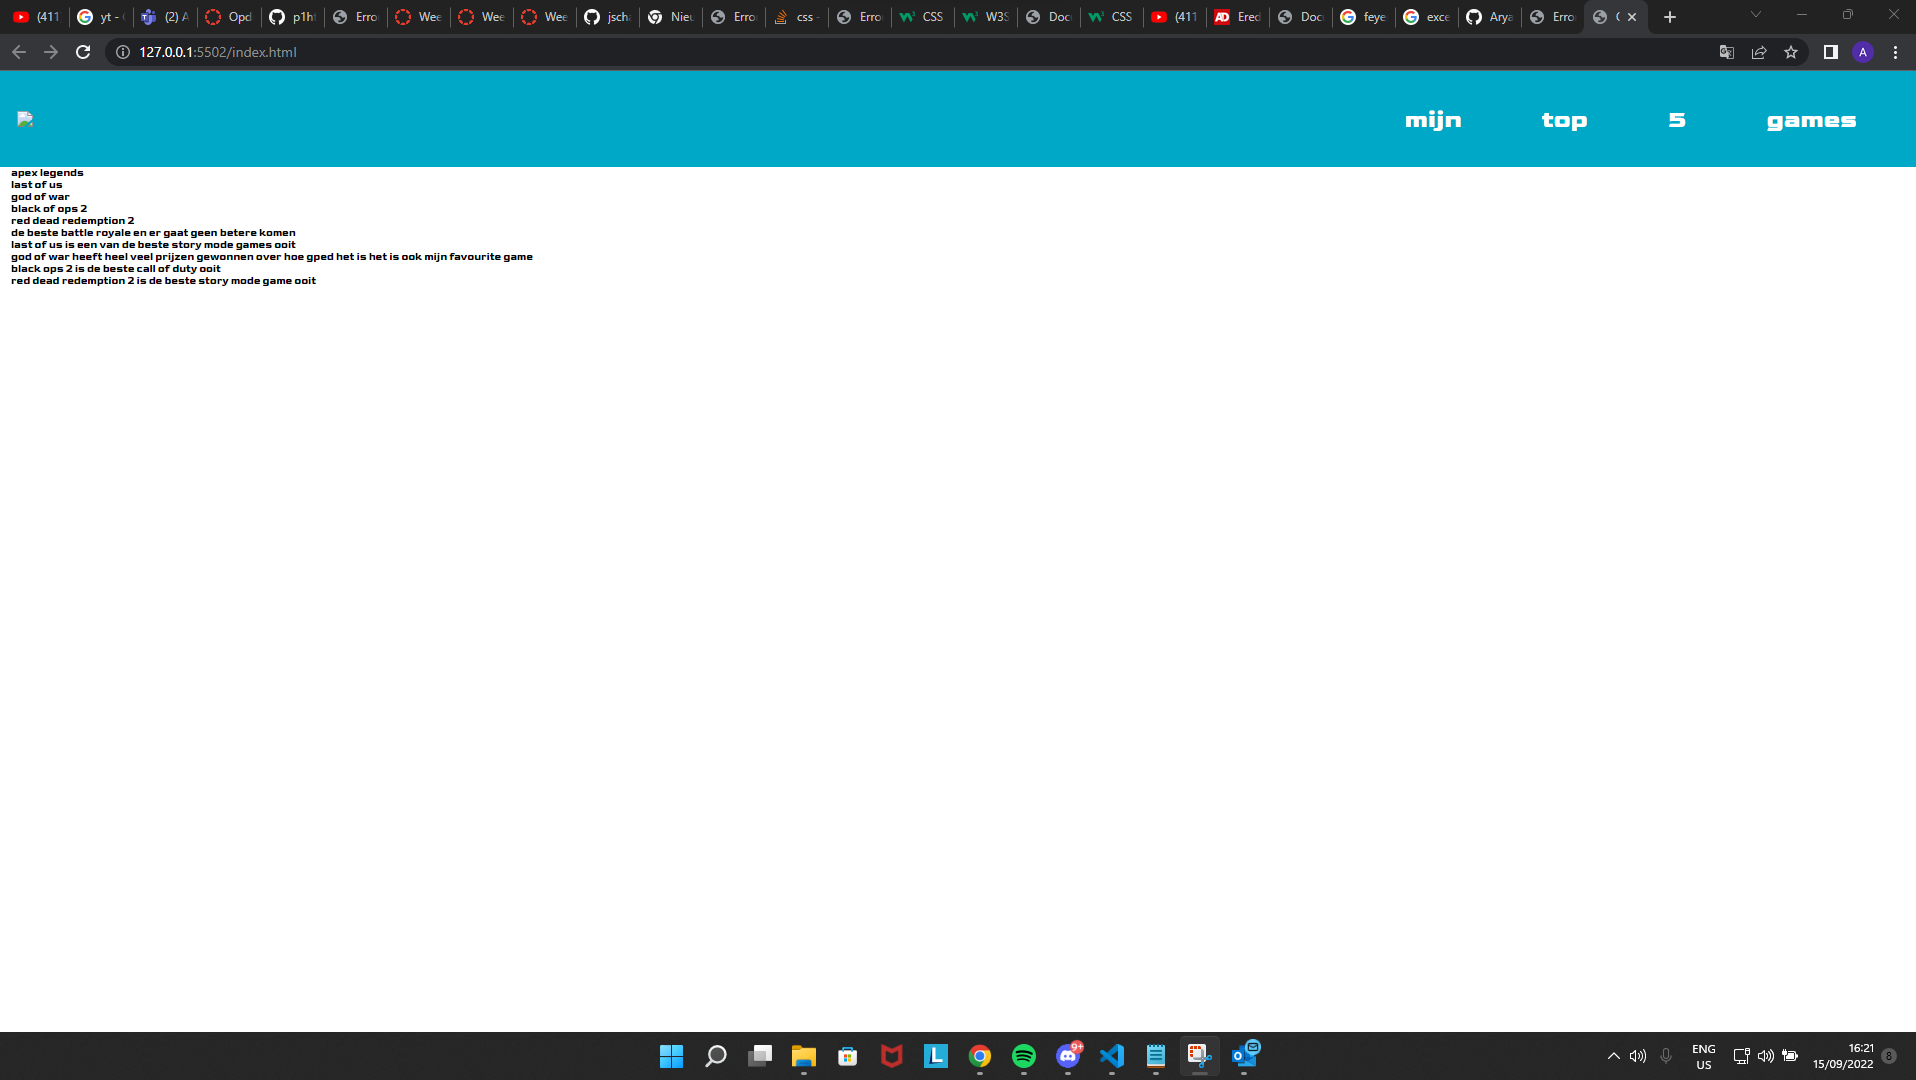 (411
yt -
(2) A
Opd
p1ht
Erro
Wee
Wee
Wee
jscha
Nieu
Erro
css -
Erro
CSS
W3S
Docu
CSS
(411
AD
Ered
Docu
feye
exce
Arya
Erro
127.0.0.1:5502/index.html
A
mijn top 5 games
apex legends
last of us
god of war
black of ops 2
red dead redemption 2
de beste battle royale en er gaat geen betere komen
last of us is een van de beste story mode games ooit
god of war heeft heel veel prijzen gewonnen over hoe gped het is het is ook mijn favourite game
black ops 2 is de beste call of duty ooit
red dead redemption 2 is de beste story mode game ooit
L
9+
ENG
US
16:21
15/09/2022
8